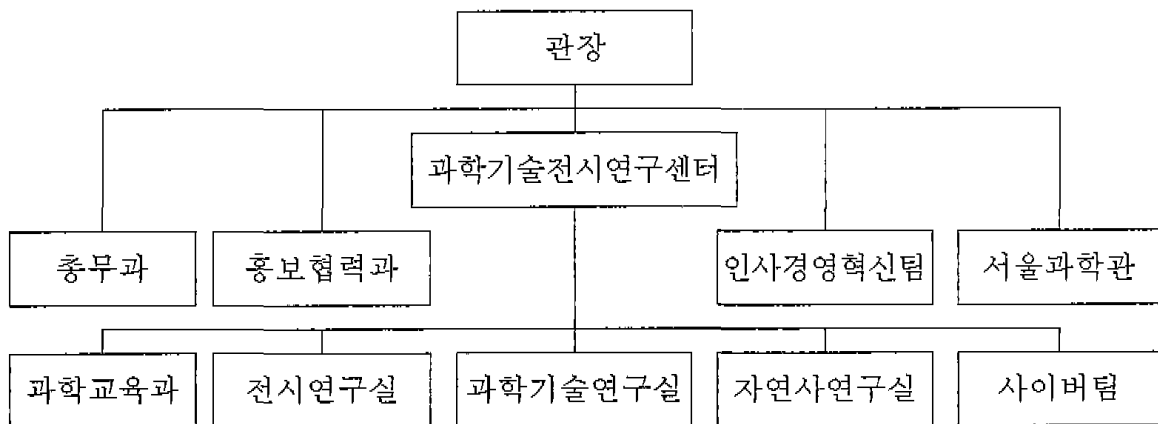 관장
과학기술전시연구센터
총무과 홍보협력과 인사경영혁신팀 서울과학관
과학교육과 전시연구실 과학기술연구실 자연사연구실 사이버팀